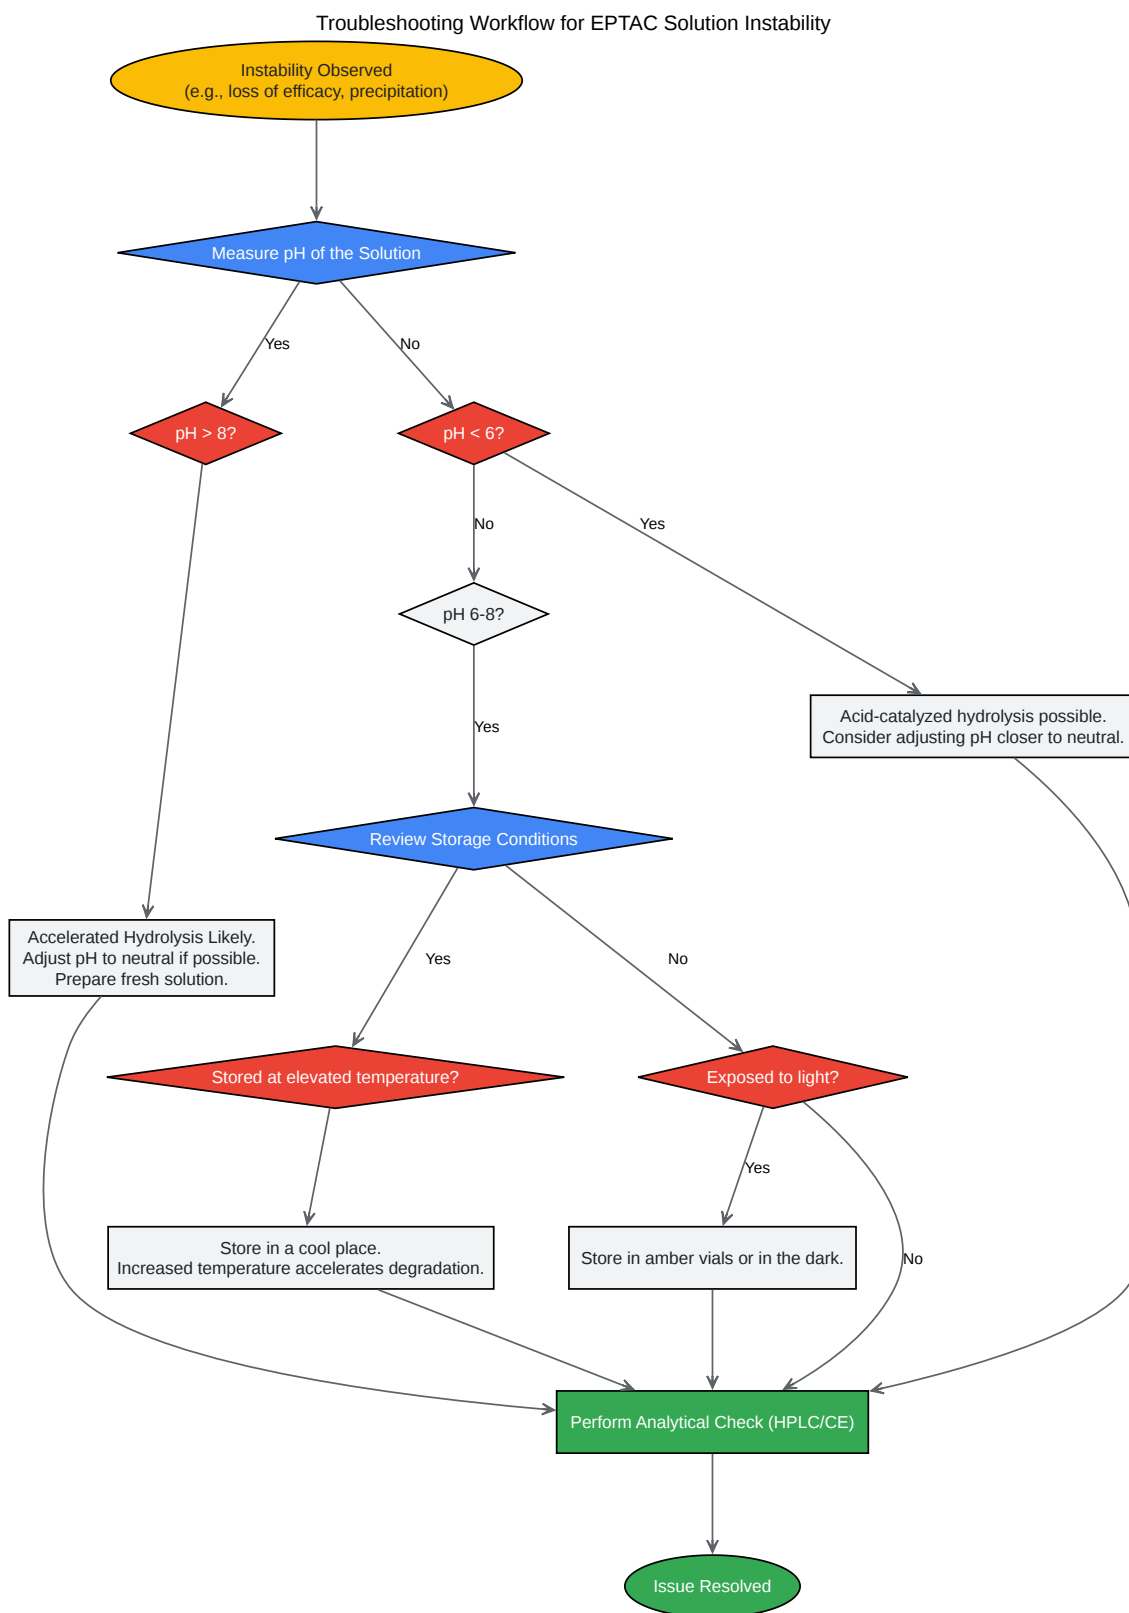 Troubleshooting Workflow for EPTAC Solution Instability
Instability Observed
(e.g., loss of efficacy, precipitation)
Measure pH of the Solution
Yes
No
pH > 8?
pH < 6?
No
Yes
pH 6-8?
Acid-catalyzed hydrolysis possible.
Consider adjusting pH closer to neutral.
Yes
Review Storage Conditions
Accelerated Hydrolysis Likely.
Adjust pH to neutral if possible.
Prepare fresh solution.
Yes
No
Stored at elevated temperature?
Exposed to light?
Yes
Store in a cool place.
Increased temperature accelerates degradation.
Store in amber vials or in the dark.
No
Perform Analytical Check (HPLC/CE)
Issue Resolved